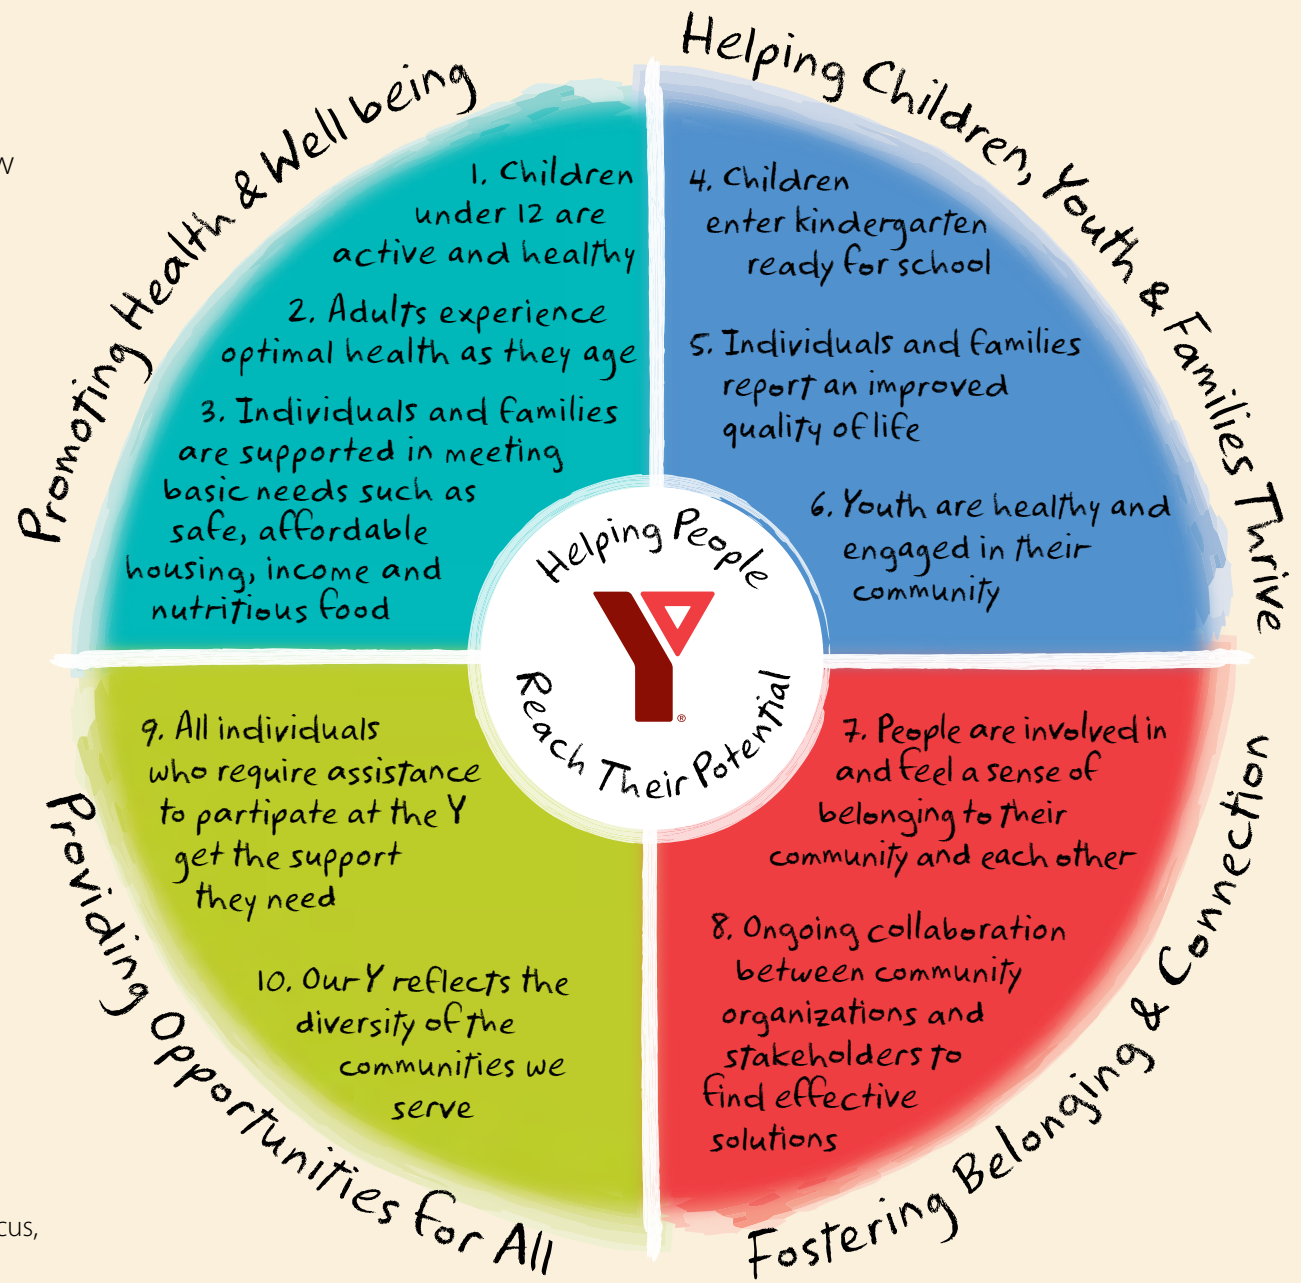 w
Promoting Health & Wellbeing
1. Children
under 12 are
active and healthy
2. Adults experience
optimal health as they age
3. Individuals and families
are supported in meeting
basic needs such as
safe, affordable
housing, income and
nutritious food
Helping Children, Youth & Families Thrive
4. Children
enter kindergarten
ready for school
5. Individuals and families
report an improved
quality of life
6. Youth are healthy and
engaged in their
community
Helping People
Y
®
Reach Their Potential
Fostering Belonging & Connection
7. People are involved in
and feel a sense of
belonging to their
community and each other
8. Ongoing collaboration
between community
organizations and
stakeholders to
find effective
solutions
Providing Opportunities for All
9. All individuals
who require assistance
to partipate at the Y
get the support
they need
10. Our Y reflects the
diversity of the
communities we
serve
cus,